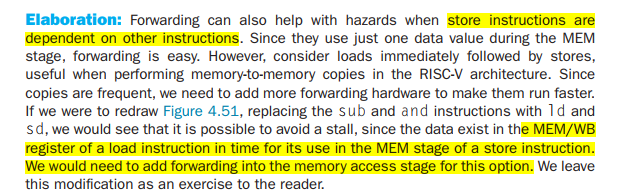 Elaboration: Forwarding can also help with hazards when store instructions are
dependent on other instructions. Since they use just one data value during the MEM
stage, forwarding is easy. However, consider loads immediately followed by stores,
useful when performing memory-to-memory copies in the RISC-V architecture. Since
copies are frequent, we need to add more forwarding hardware to make them run faster.
If we were to redraw Figure 4.51, replacing the sub and and instructions with ld and
sd, we would see that it is possible to avoid a stall, since the data exist in the MEM/WB
register of a load instruction in time for its use in the MEM stage of a store instruction.
We would need to add forwarding into the memory access stage for this option. We leave
this modification as an exercise to the reader.